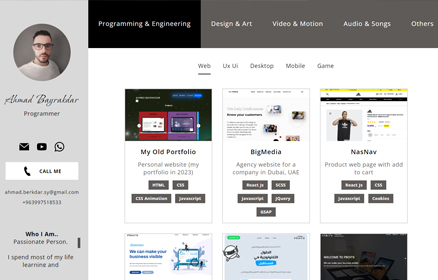 Ahmad Bayrakdar
Programmer
CALL ME
ahmad.berkdar.sy@gmail.com
+963997518533
Who I Am..
Passionate Person.
I spend most of my life
learning and
Programming & Engineering
Design & Art
Video & Motion
Audio & Songs
Others
Web
Ux Ui
Desktop
Mobile
Game
My Old Portfolio
Personal website (my
portfolio in 2023)
HTML
CSS
CSS Animation
Javascript
BigMedia
Agency website for a
company in Dubai, UAE
React Js
SCSS
Javascript
JQuery
GSAP
NasNav
Product web page with add
to cart
React Js
CSS
Javascript
Cookies
We can make your
business digitally